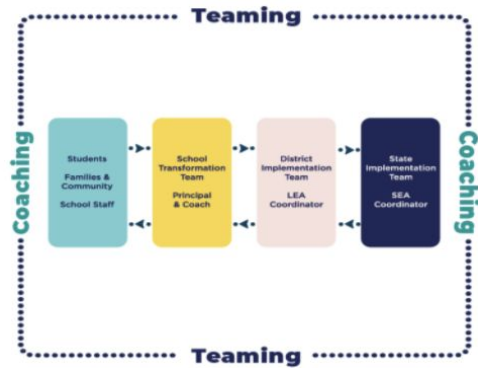 Teaming
Coaching
Students
Families &
Community
School Staff
School
Transformation
Team
Principal
& Coach
District
Implementation
Team
LEA
Coordinator
State
Implementation
Team
SEA
Coordinator
Coaching
Teaming